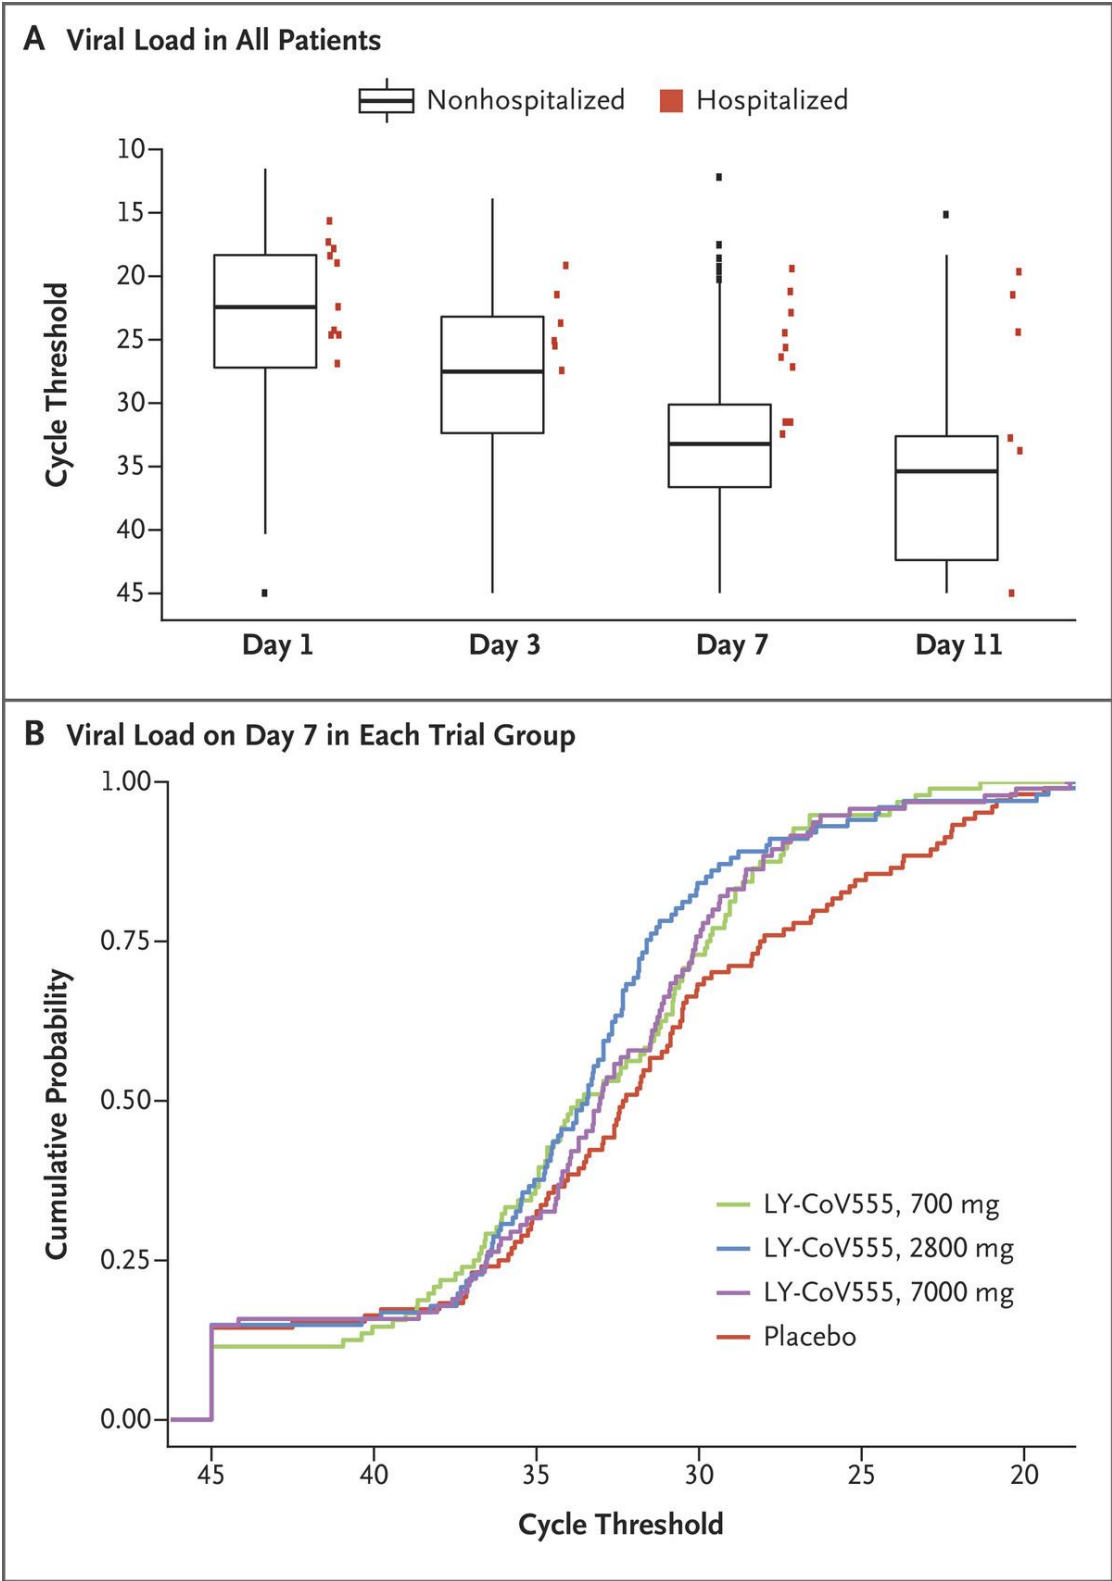 A Viral Load in All Patients
Nonhospitalized Hospitalized
Cycle Threshold
10
15
20
25
30
35
40
45
Day 1 Day 3 Day 7 Day 11
B Viral Load on Day 7 in Each Trial Group
Cumulative Probability
1.00
0.75
0.50
0.25
0.00
LY-CoV555, 700 mg
LY-CoV555, 2800 mg
LY-CoV555, 7000 mg
Placebo
45 40 35 30 25 20
Cycle Threshold